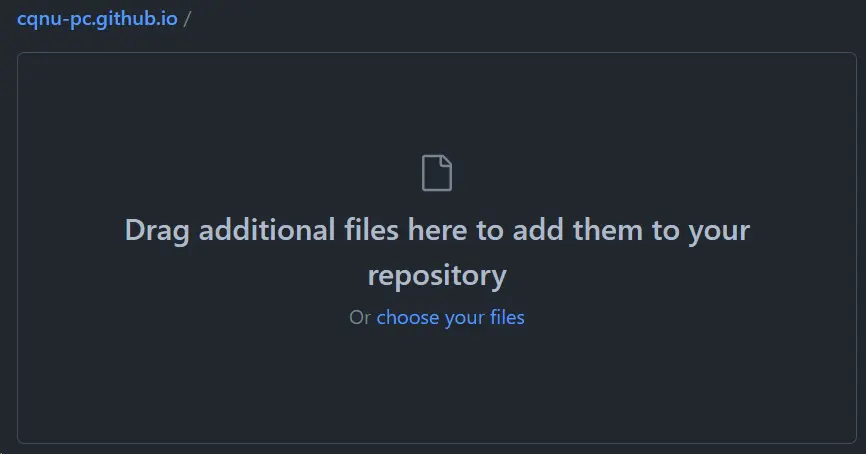 cqnu-pc.github.io /
Drag additional files here to add them to your
repository
Or choose your files